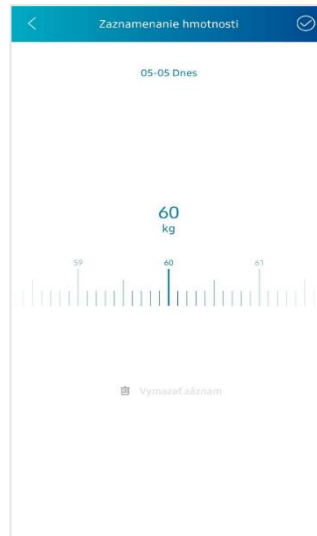 Zaznamenanie hmotnosti
05-05 Dnes
60
kg
59 60 61
Vymazať záznam